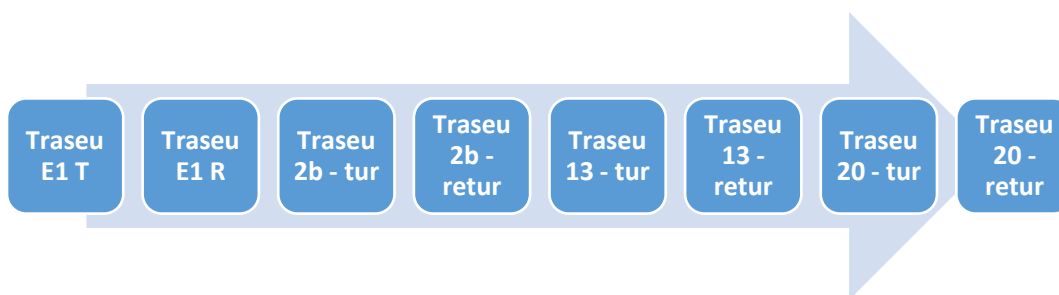 Traseu
E1 T
Traseu
E1 R
Traseu
2b - tur
Traseu
2b -
retur
Traseu
13 - tur
Traseu
13 -
retur
Traseu
20 - tur
Traseu
20 -
retur